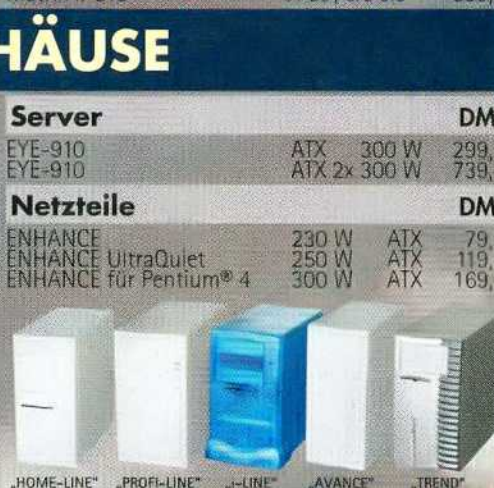 HÄUSE
Server DM
EYE-910 ATX 300 W 299,
EYE-910 ATX 2x 300 W 739,
Netzteile DM
ENHANCE 230 W ATX 79,
ENHANCE UltraQuiet 250 W ATX 119,
ENHANCE für Pentium® 4 300 W ATX 169,
„HOME-LINE" „PROFI-LINE" „i-LINE" „AVANCE" „TREND"